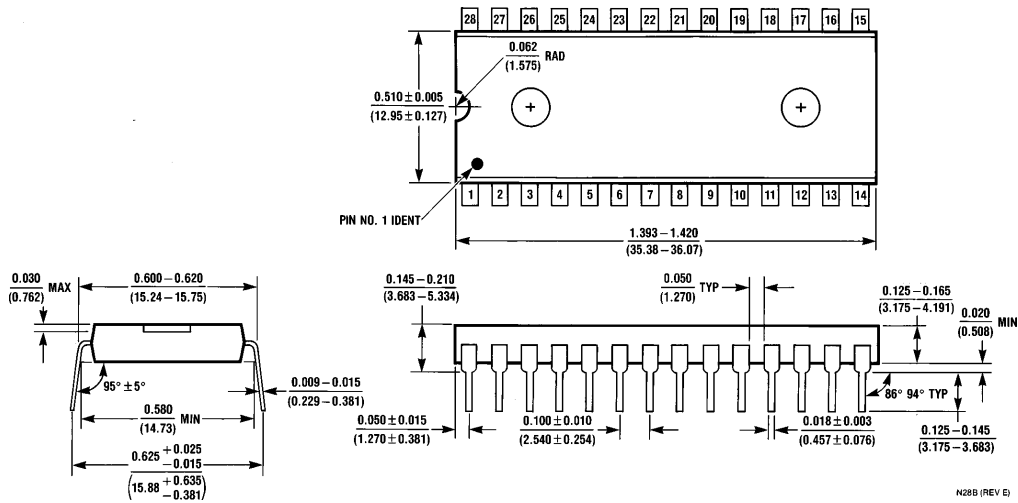 28 27 26 25 24 23 22 21 20 19 18 17 16 15
0.062
(1.575)
RAD
0.510 ± 0.005
(12.95 ± 0.127)
PIN NO. 1 IDENT
1 2 3 4 5 6 7 8 9 10 11 12 13 14
1.393 – 1.420
(35.38 – 36.07)
0.030
(0.762)
MAX
0.600 – 0.620
(15.24 – 15.75)
95° ± 5°
0.009 – 0.015
(0.229 – 0.381)
0.580
(14.73)
MIN
0.625 +0.025
−0.015
(15.88 +0.635
−0.381)
0.145 – 0.210
(3.683 – 5.334)
0.050
(1.270)
TYP
0.125 – 0.165
(3.175 – 4.191)
0.020
(0.508)
MIN
86° 94° TYP
0.050 ± 0.015
(1.270 ± 0.381)
0.100 ± 0.010
(2.540 ± 0.254)
0.018 ± 0.003
(0.457 ± 0.076)
0.125 – 0.145
(3.175 – 3.683)
N28B (REV E)